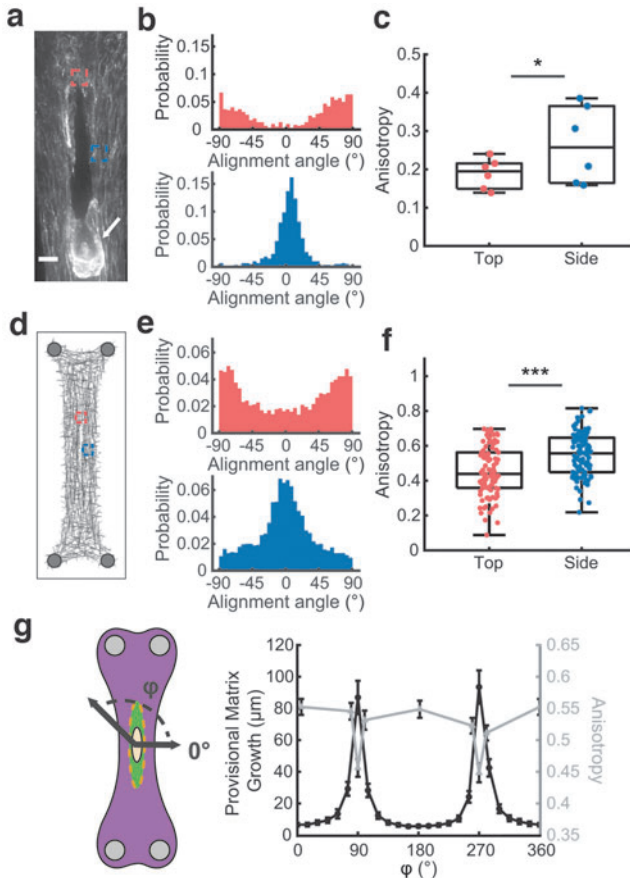 a
b
Probability
0.15
0.10
0.05
0
-90 -45 0 45 90
Alignment angle (°)
Probability
0.15
0.1
0.05
0
-90 -45 0 45 90
Alignment angle (°)
c
Anisotropy
0.5
0.4
0.3
0.2
0.1
0
*
Top Side
d
e
Probability
0.06
0.04
0.02
0
-90 -45 0 45 90
Alignment angle (°)
Probability
0.06
0.04
0.02
0
-90 -45 0 45 90
Alignment angle (°)
f
Anisotropy
1
0.8
0.6
0.4
0.2
0
***
Top Side
g
φ
0°
Provisional Matrix
Growth (µm)
120
100
80
60
40
20
0
0 90 180 270 360
φ (°)
0.65
0.6
0.55
0.5
0.45
0.4
0.35
Anisotropy